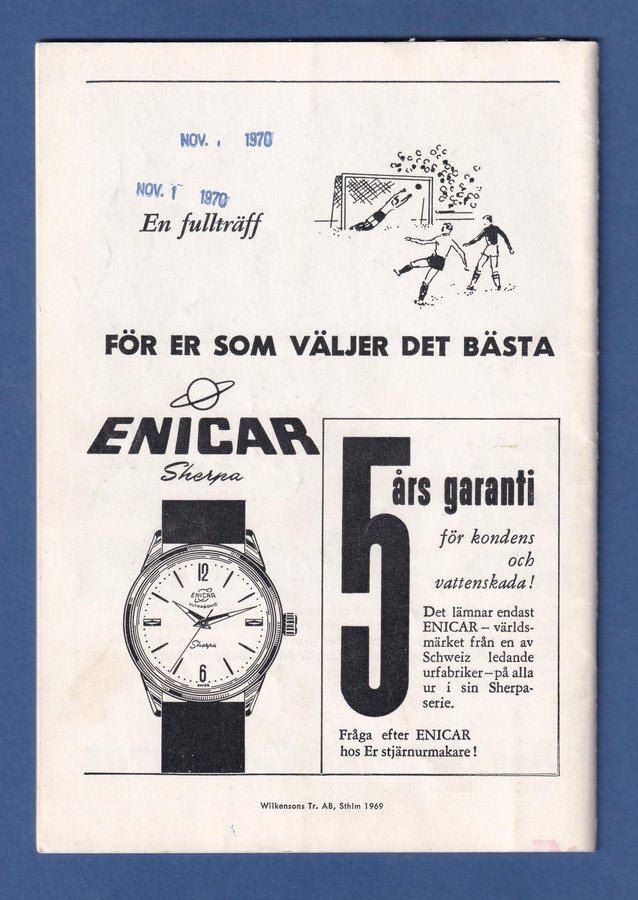 NOV. 1970
NOV. 1 1970
En fullträff
FÖR ER SOM VÄLJER DET BÄSTA
ENICAR
Sherpa
12
ENICAR
ULTRASONIC
Sherpa
6
SWISS
5 års garanti
för kondens
och
vattenskada!
Det lämnar endast
ENICAR – världs-
märket från en av
Schweiz ledande
urfabriker – på alla
ur i sin Sherpa-
serie.
Fråga efter ENICAR
hos Er stjärnurmakare!
Wilkensons Tr. AB, Sthlm 1969